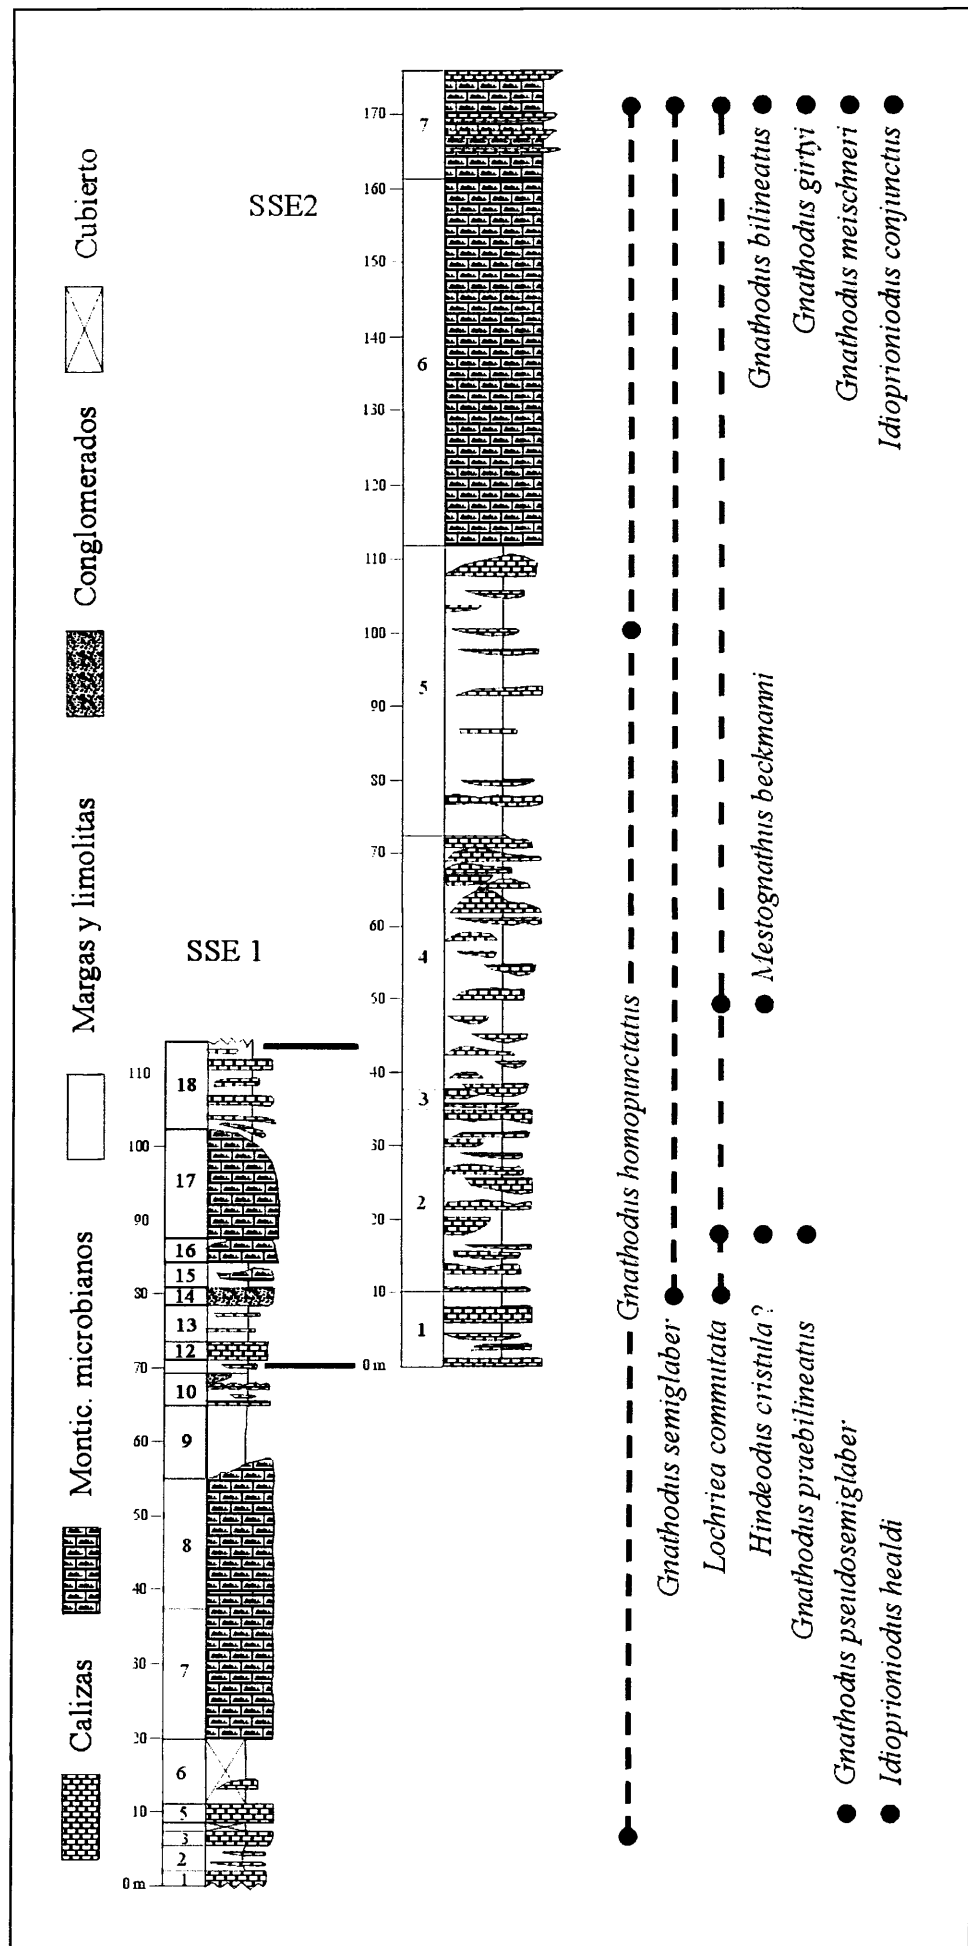 Calizas
Montic. microbianos
Margas y limolitas
Conglomerados
Cubierto
SSE 1
110
100
90
80
70
60
50
40
30
20
10
0 m
18
17
16
15
14
13
12
10
9
8
7
6
5
3
2
1
SSE2
170
160
150
140
130
120
110
100
90
80
70
60
50
40
30
20
10
0 m
7
6
5
4
3
2
1
Gnathodus homopunctatus
Gnathodus semiglaber
Lochriea commutata
Hindeodus cristula?
Gnathodus praebilineatus
Gnathodus pseudosemiglaber
Idioprioniodus healdi
Mestognathus beckmanni
Gnathodus bilineatus
Gnathodus girtyi
Gnathodus meischneri
Idioprioniodus conjunctus